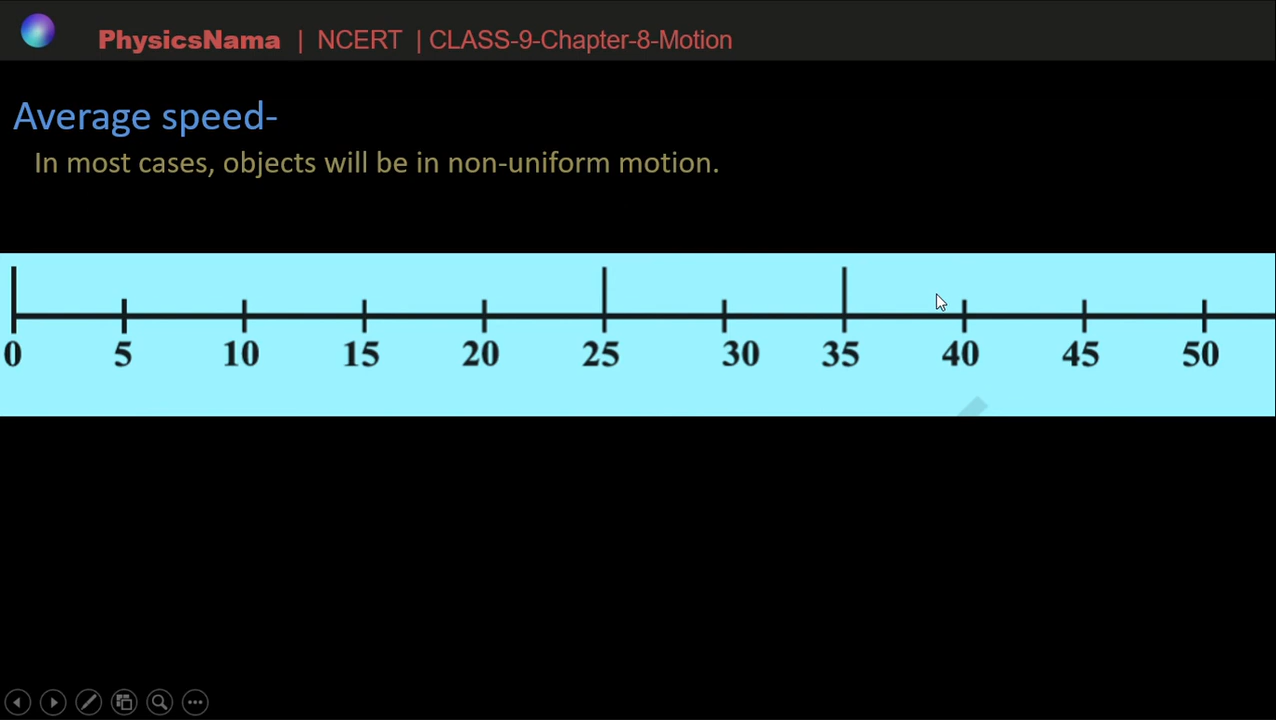 PhysicsNama | NCERT | CLASS-9-Chapter-8-Motion
Average speed-
In most cases, objects will be in non-uniform motion.
0 5 10 15 20 25 30 35 40 45 50